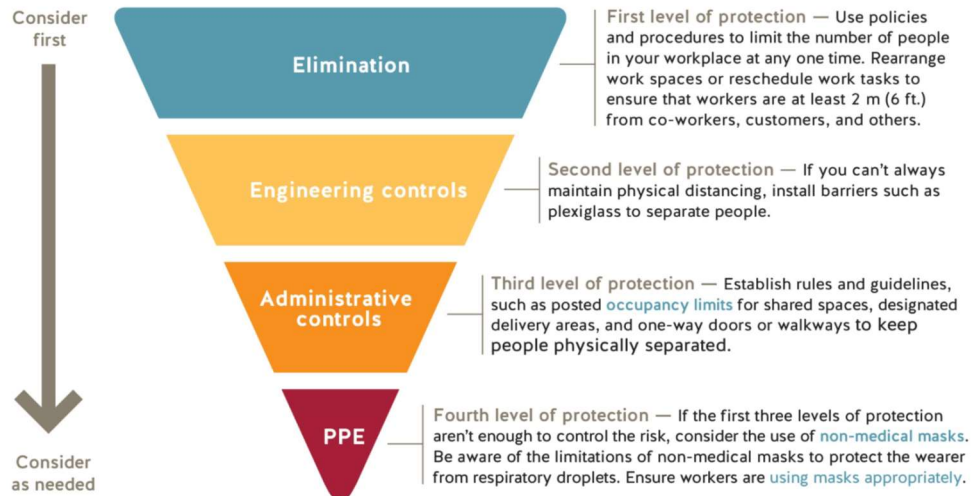 Consider
first
Elimination
First level of protection — Use policies
and procedures to limit the number of people
in your workplace at any one time. Rearrange
work spaces or reschedule work tasks to
ensure that workers are at least 2 m (6 ft.)
from co-workers, customers, and others.
Engineering controls
Second level of protection — If you can’t always
maintain physical distancing, install barriers such as
plexiglass to separate people.
Administrative
controls
Third level of protection — Establish rules and guidelines,
such as posted occupancy limits for shared spaces, designated
delivery areas, and one-way doors or walkways to keep
people physically separated.
PPE
Fourth level of protection — If the first three levels of protection
aren’t enough to control the risk, consider the use of non-medical masks.
Be aware of the limitations of non-medical masks to protect the wearer
from respiratory droplets. Ensure workers are using masks appropriately.
Consider
as needed